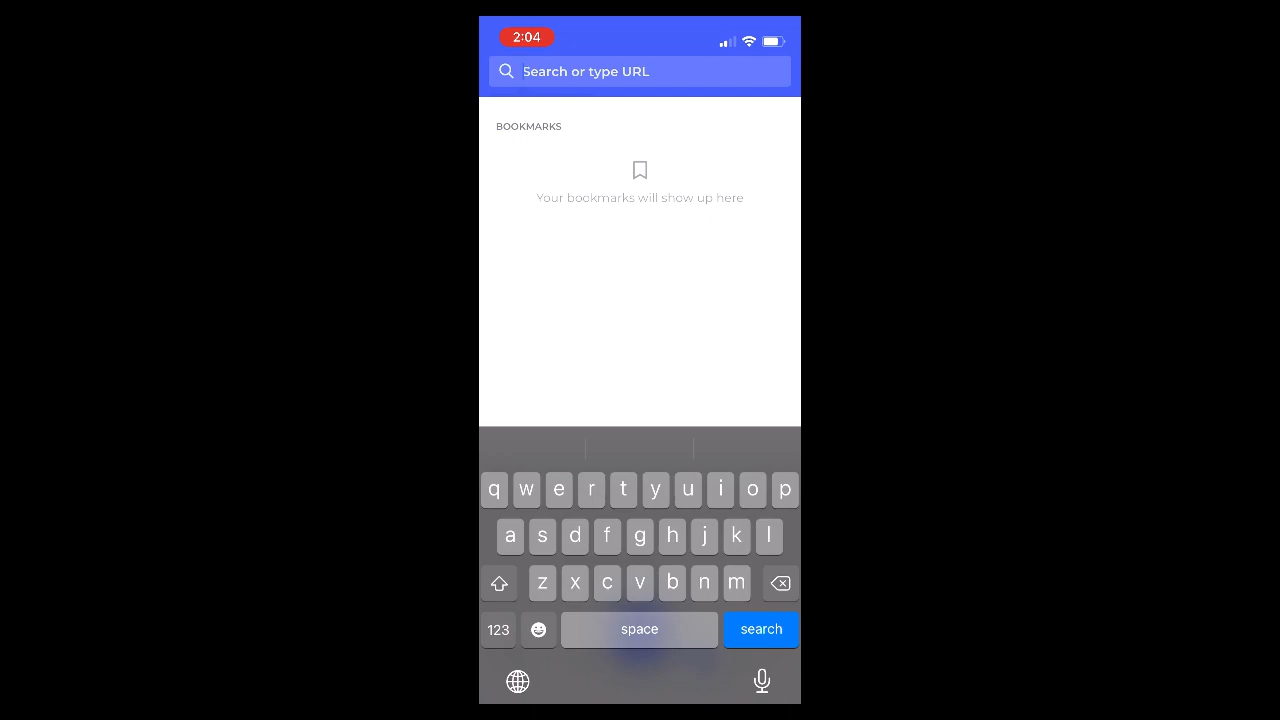 2:04
Search or type URL
BOOKMARKS
Your bookmarks will show up here
q w e r t y u i o p
a s d f g h j k l
z x c v b n m
123 space search